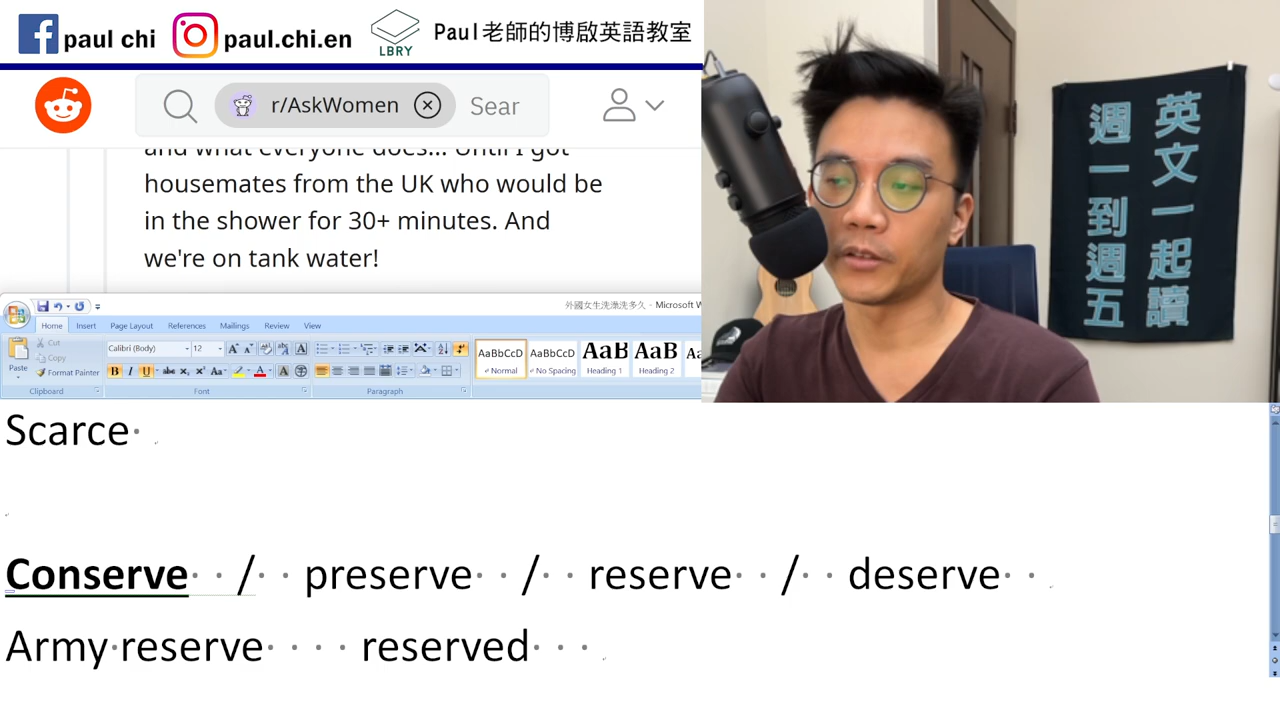 paul chi
paul.chi.en
LBRY
Paul老師的博啟英語教室
r/AskWomen
Sear
and what everyone does... Until I got
housemates from the UK who would be
in the shower for 30+ minutes. And
we're on tank water!
英文一起讀
週一到週五
外國女生洗澡洗多久 - Microsoft W
Home Insert Page Layout References Mailings Review View
Paste
Cut
Copy
Format Painter
Calibri (Body) 12
AaBbCcD AaBbCcD AaB AaB Aa
Normal No Spacing Heading 1 Heading 2
Clipboard Font Paragraph
Scarce
Conserve / preserve / reserve / deserve
Army reserve reserved